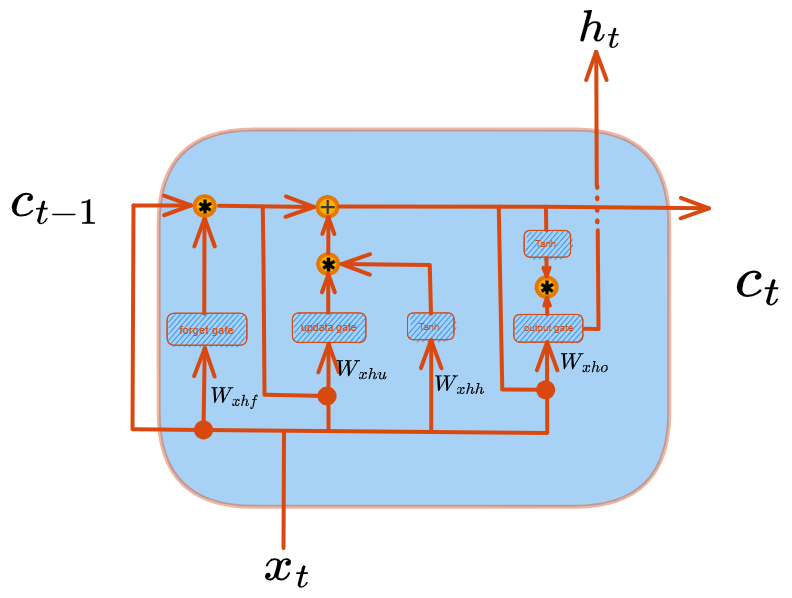 h_t
c_{t-1}
* +
Tanh
*
*
c_t
forget gate
updata gate
Tanh
output gate
W_{xhf}
W_{xhu}
W_{xhh}
W_{xho}
x_t